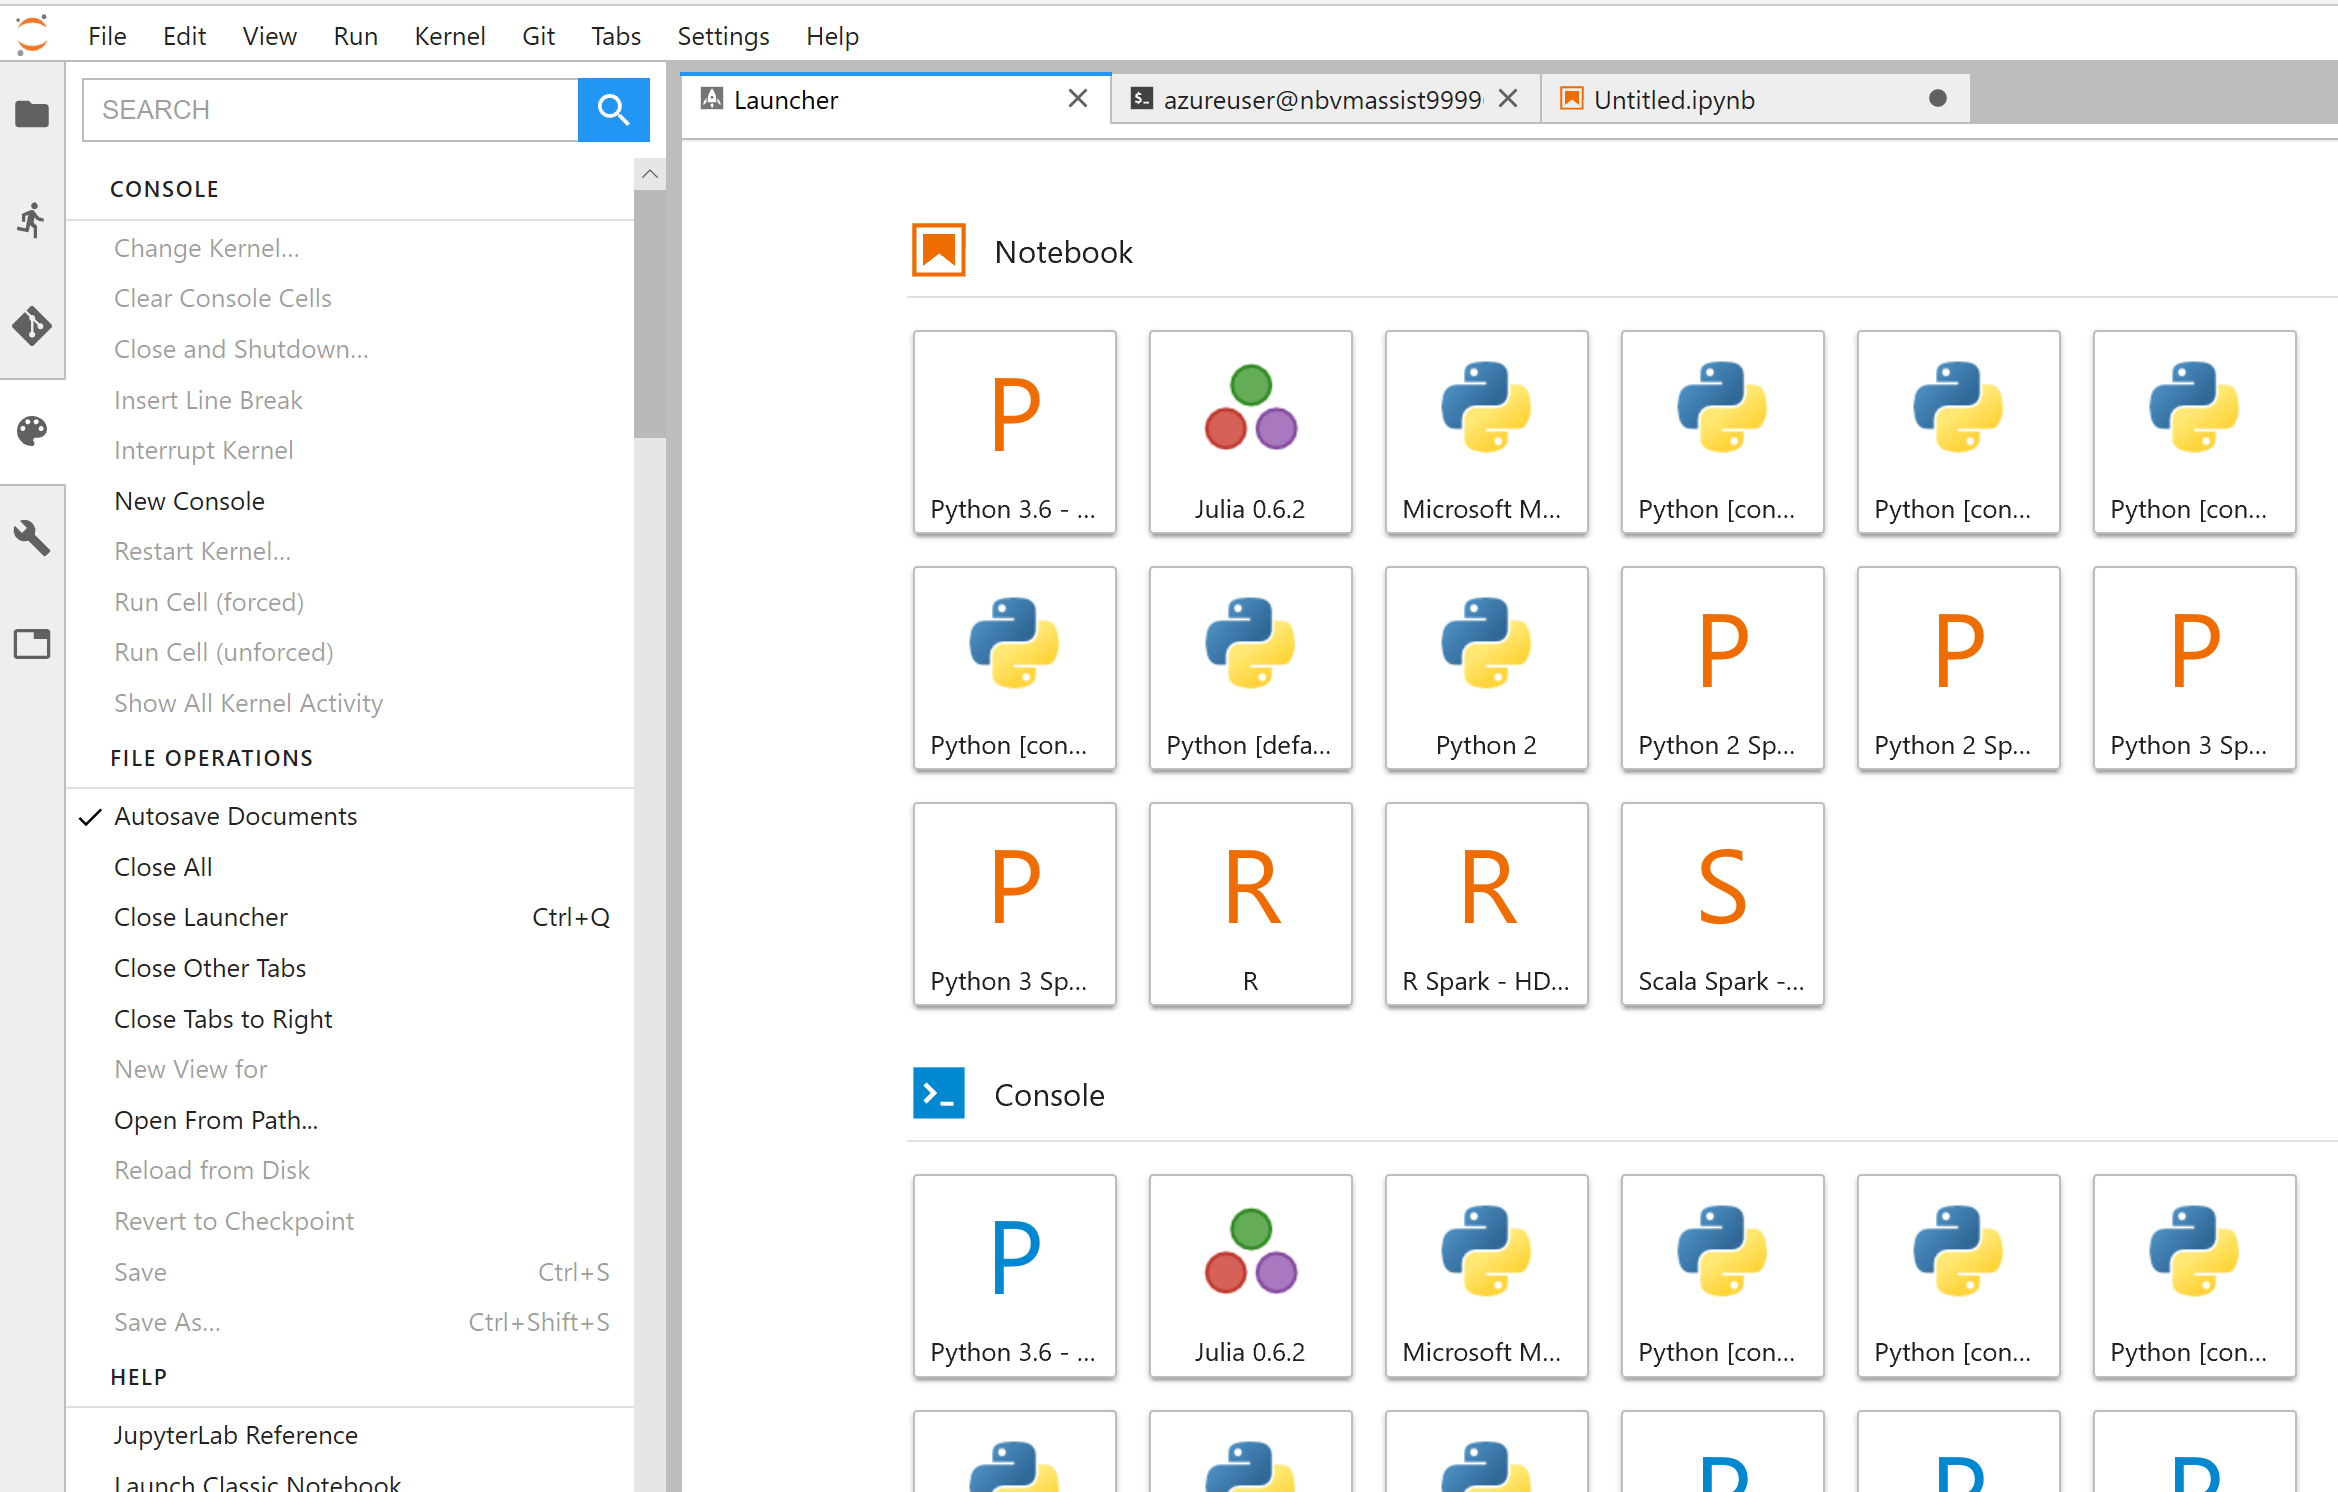 File Edit View Run Kernel Git Tabs Settings Help
SEARCH
CONSOLE
Change Kernel...
Clear Console Cells
Close and Shutdown...
Insert Line Break
Interrupt Kernel
New Console
Restart Kernel...
Run Cell (forced)
Run Cell (unforced)
Show All Kernel Activity
FILE OPERATIONS
Autosave Documents
Close All
Close Launcher Ctrl+Q
Close Other Tabs
Close Tabs to Right
New View for
Open From Path...
Reload from Disk
Revert to Checkpoint
Save Ctrl+S
Save As... Ctrl+Shift+S
HELP
JupyterLab Reference
Launch Classic Notebook
Launcher azureuser@nbvmassist9999 Untitled.ipynb
Notebook
P
Python 3.6 - ... Julia 0.6.2 Microsoft M... Python [con... Python [con... Python [con...
P P P
Python [con... Python [defa... Python 2 Python 2 Sp... Python 2 Sp... Python 3 Sp...
P R R S
Python 3 Sp... R R Spark - HD... Scala Spark -...
Console
P
Python 3.6 - ... Julia 0.6.2 Microsoft M... Python [con... Python [con... Python [con...
P P P